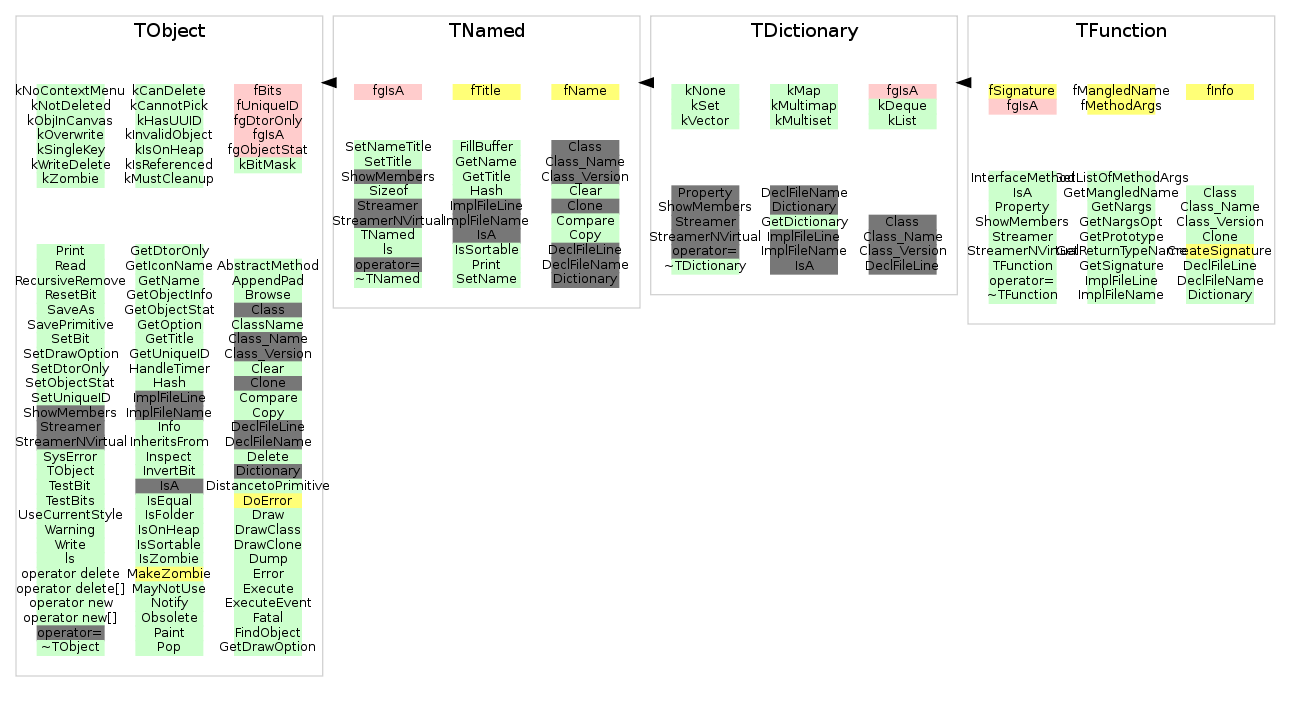 TObject
kNoContextMenu
kNotDeleted
kObjInCanvas
kOverwrite
kSingleKey
kWriteDelete
kZombie
kCanDelete
kCannotPick
kHasUUID
kInvalidObject
kIsOnHeap
kIsReferenced
kMustCleanup
fBits
fUniqueID
fgDtorOnly
fgIsA
fgObjectStat
kBitMask
Print
Read
RecursiveRemove
ResetBit
SaveAs
SavePrimitive
SetBit
SetDrawOption
SetDtorOnly
SetObjectStat
SetUniqueID
ShowMembers
Streamer
StreamerNVirtual
SysError
TObject
TestBit
TestBits
UseCurrentStyle
Warning
Write
ls
operator delete
operator delete[]
operator new
operator new[]
operator=
~TObject
GetDtorOnly
GetIconName
GetName
GetObjectInfo
GetObjectStat
GetOption
GetTitle
GetUniqueID
HandleTimer
Hash
ImplFileLine
ImplFileName
Info
InheritsFrom
Inspect
InvertBit
IsA
IsEqual
IsFolder
IsOnHeap
IsSortable
IsZombie
MakeZombie
MayNotUse
Notify
Obsolete
Paint
Pop
AbstractMethod
AppendPad
Browse
Class
ClassName
Class_Name
Class_Version
Clear
Clone
Compare
Copy
DeclFileLine
DeclFileName
Delete
Dictionary
DistancetoPrimitive
DoError
Draw
DrawClass
DrawClone
Dump
Error
Execute
ExecuteEvent
Fatal
FindObject
GetDrawOption
TNamed
fgIsA
fTitle
fName
SetNameTitle
SetTitle
ShowMembers
Sizeof
Streamer
StreamerNVirtual
TNamed
ls
operator=
~TNamed
FillBuffer
GetName
GetTitle
Hash
ImplFileLine
ImplFileName
IsA
IsSortable
Print
SetName
Class
Class_Name
Class_Version
Clear
Clone
Compare
Copy
DeclFileLine
DeclFileName
Dictionary
TDictionary
kNone
kSet
kVector
kMap
kMultimap
kMultiset
fgIsA
kDeque
kList
Property
ShowMembers
Streamer
StreamerNVirtual
operator=
~TDictionary
DeclFileName
Dictionary
GetDictionary
ImplFileLine
ImplFileName
IsA
Class
Class_Name
Class_Version
DeclFileLine
TFunction
fSignature
fgIsA
fMangledName
fMethodArgs
fInfo
InterfaceMethod
IsA
Property
ShowMembers
Streamer
StreamerNVirtual
TFunction
operator=
~TFunction
GetListOfMethodArgs
GetMangledName
GetNargs
GetNargsOpt
GetPrototype
GetReturnTypeName
GetSignature
ImplFileLine
ImplFileName
Class
Class_Name
Class_Version
Clone
CreateSignature
DeclFileLine
DeclFileName
Dictionary